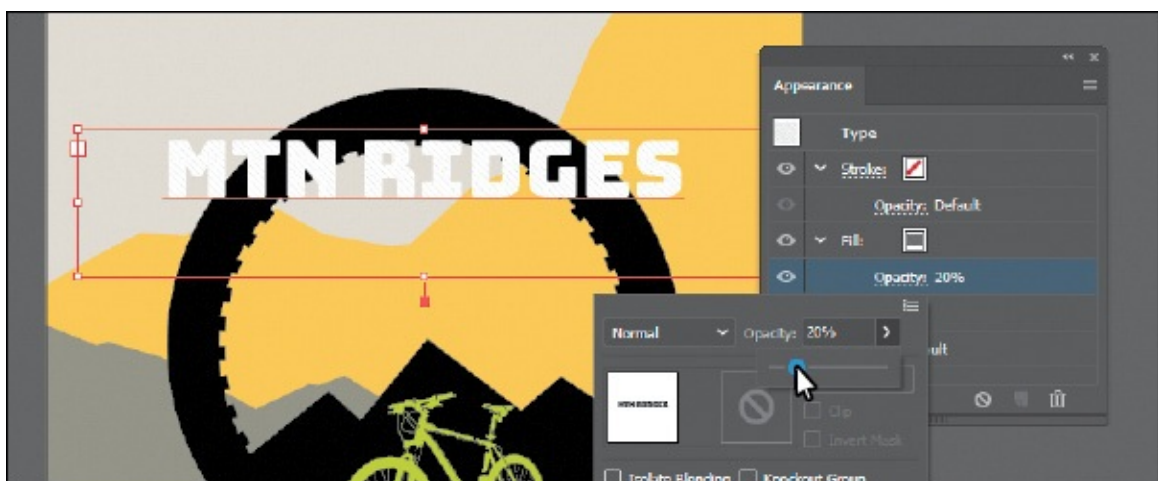 MTN RIDGES
Appearance
Type
Stroke:
Opacity: Default
Fill:
Opacity: 20%
Normal
Opacity: 20%
Clip
Invert Mask
Isolate Blending
Knockout Group